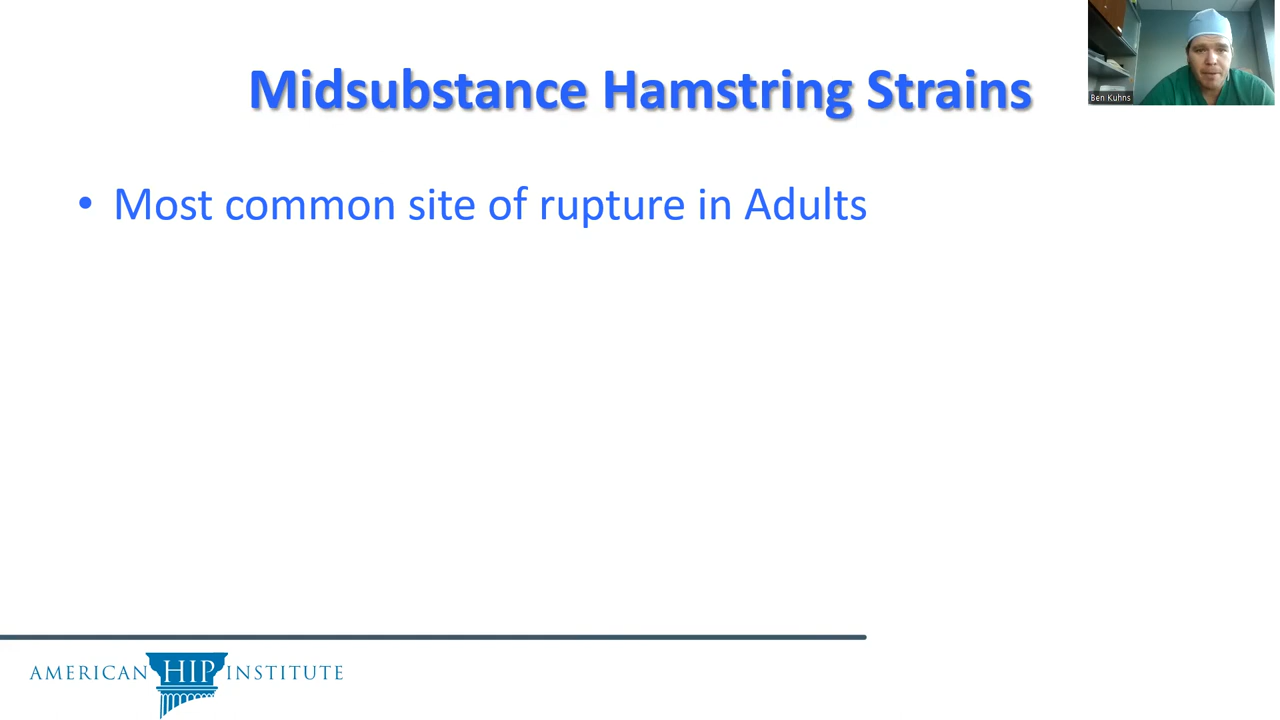 Midsubstance Hamstring Strains
Ben Kuhns
• Most common site of rupture in Adults
AMERICAN HIP INSTITUTE